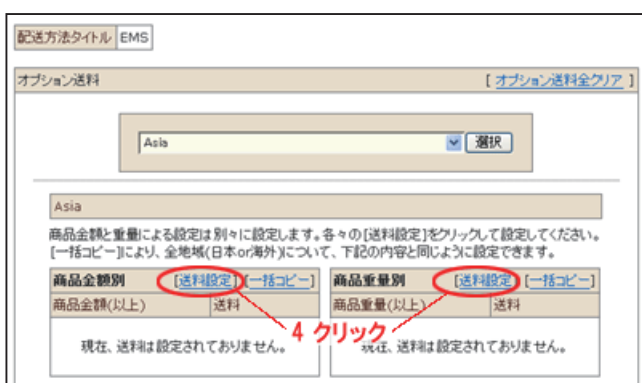 配送方法タイトル EMS
オプション送料 [ オプション送料全クリア ]
Asia 選択
Asia
商品金額と重量による設定は別々に設定します。各々の[送料設定]をクリックして設定してください。
[一括コピー]により、全地域(日本or海外)について、下記の内容と同じように設定できます。
商品金額別 [送料設定] [一括コピー] 商品重量別 [送料設定] [一括コピー]
商品金額(以上) 送料 商品重量(以上) 送料
4 クリック
現在、送料は設定されておりません。 現在、送料は設定されておりません。